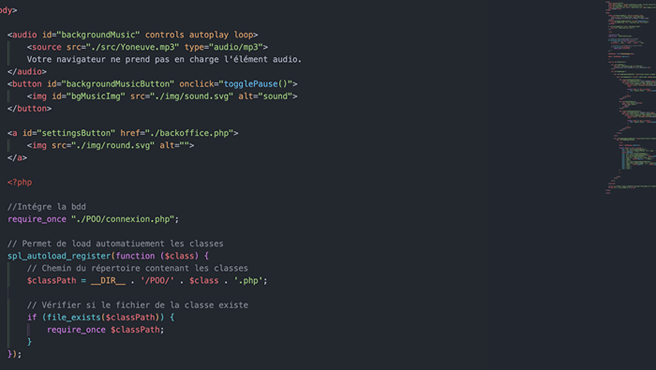 ody>
<audio id="backgroundMusic" controls autoplay loop>
<source src="./src/Yoneuve.mp3" type="audio/mp3">
Votre navigateur ne prend pas en charge l'élément audio.
</audio>
<button id="backgroundMusicButton" onclick="togglePause()">
<img id="bgMusicImg" src="./img/sound.svg" alt="sound">
</button>
<a id="settingsButton" href="./backoffice.php">
<img src="./img/round.svg" alt="">
</a>
<?php
//Intégre la bdd
require_once "./POO/connexion.php";
// Permet de load automatiuement les classes
spl_autoload_register(function ($class) {
// Chemin du répertoire contenant les classes
$classPath = __DIR__ . '/POO/' . $class . '.php';
// Vérifier si le fichier de la classe existe
if (file_exists($classPath)) {
require_once $classPath;
}
});